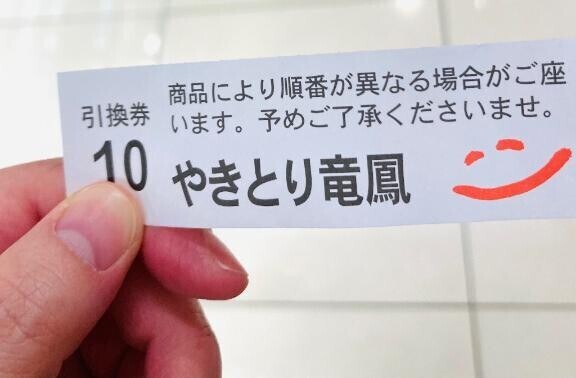 引換券
10
商品により順番が異なる場合がご座
います。予めご了承くださいませ。
やきとり竜鳳